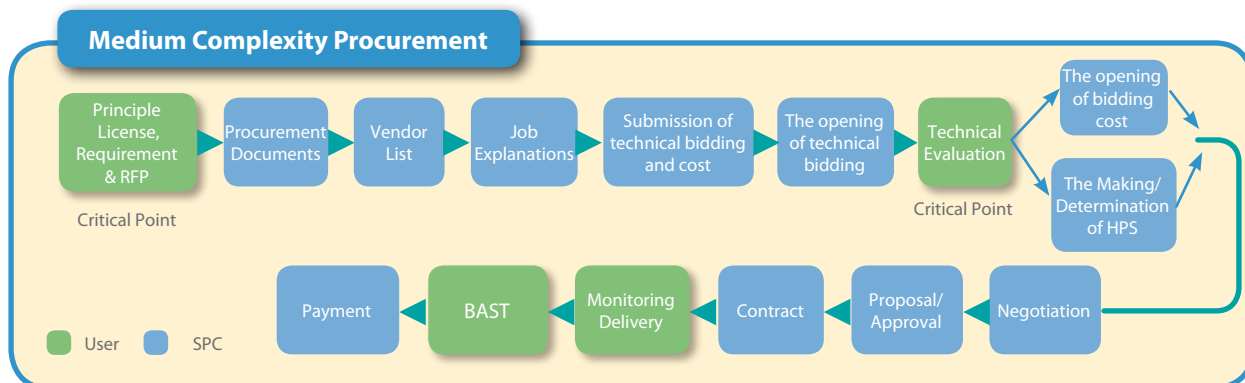 Medium Complexity Procurement
Principle
License,
Requirement
& RFP
Critical Point
Procurement
Documents
Vendor
List
Job
Explanations
Submission of
technical bidding
and cost
The opening
of technical
bidding
Technical
Evaluation
Critical Point
The opening
of bidding
cost
The Making/
Determination
of HPS
Payment
BAST
Monitoring
Delivery
Contract
Proposal/
Approval
Negotiation
User
SPC